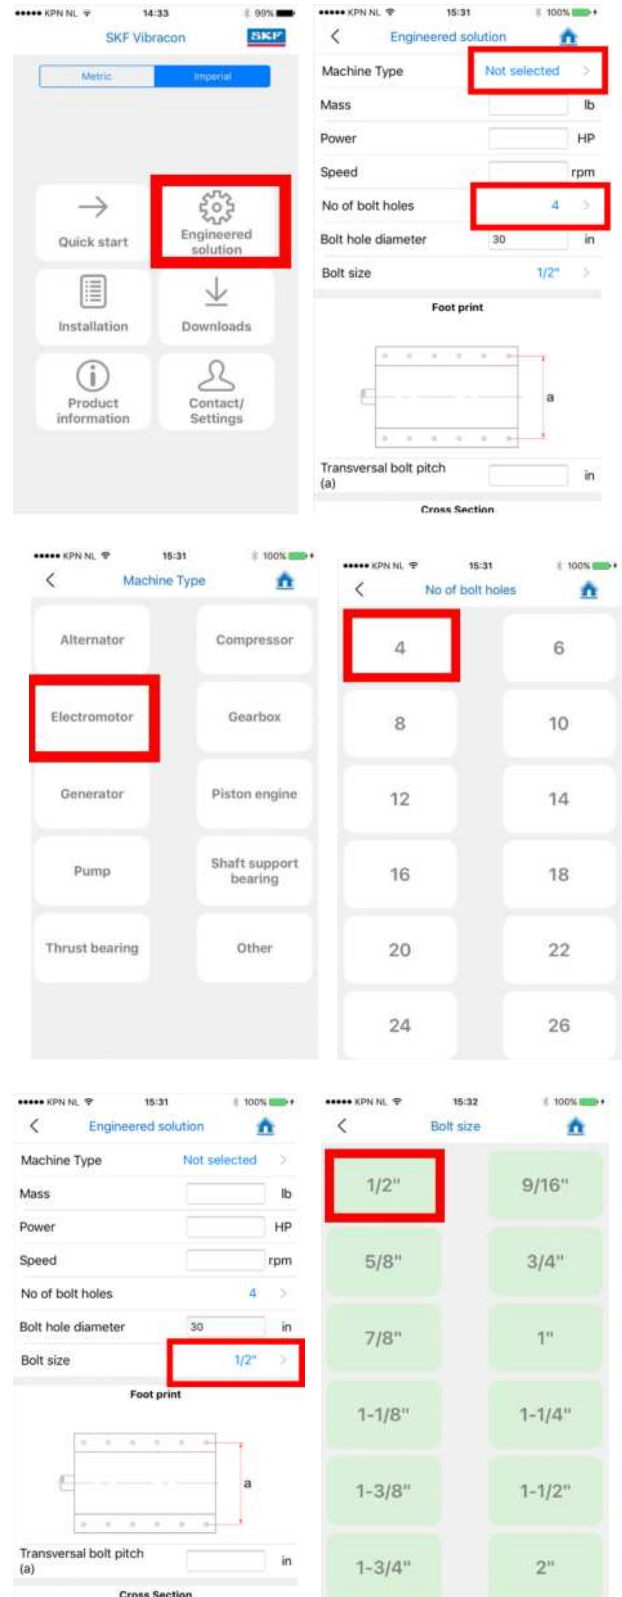 KPN NL 14:33 99%
SKF Vibracon SKF
Metric Imperial
Quick start
Engineered
solution
Installation
Downloads
Product
information
Contact/
Settings
KPN NL 15:31 100%
Engineered solution
Machine Type Not selected
Mass lb
Power HP
Speed rpm
No of bolt holes 4
Bolt hole diameter 30 in
Bolt size 1/2"
Foot print
a
Transversal bolt pitch
(a) in
Cross Section
KPN NL 15:31 100%
Machine Type
Alternator
Compressor
Electromotor
Gearbox
Generator
Piston engine
Pump
Shaft support
bearing
Thrust bearing
Other
KPN NL 15:31 100%
No of bolt holes
4 6
8 10
12 14
16 18
20 22
24 26
KPN NL 15:31 100%
Engineered solution
Machine Type Not selected
Mass lb
Power HP
Speed rpm
No of bolt holes 4
Bolt hole diameter 30 in
Bolt size 1/2"
Foot print
a
Transversal bolt pitch
(a) in
Cross Section
KPN NL 15:32 100%
Bolt size
1/2" 9/16"
5/8" 3/4"
7/8" 1"
1-1/8" 1-1/4"
1-3/8" 1-1/2"
1-3/4" 2"